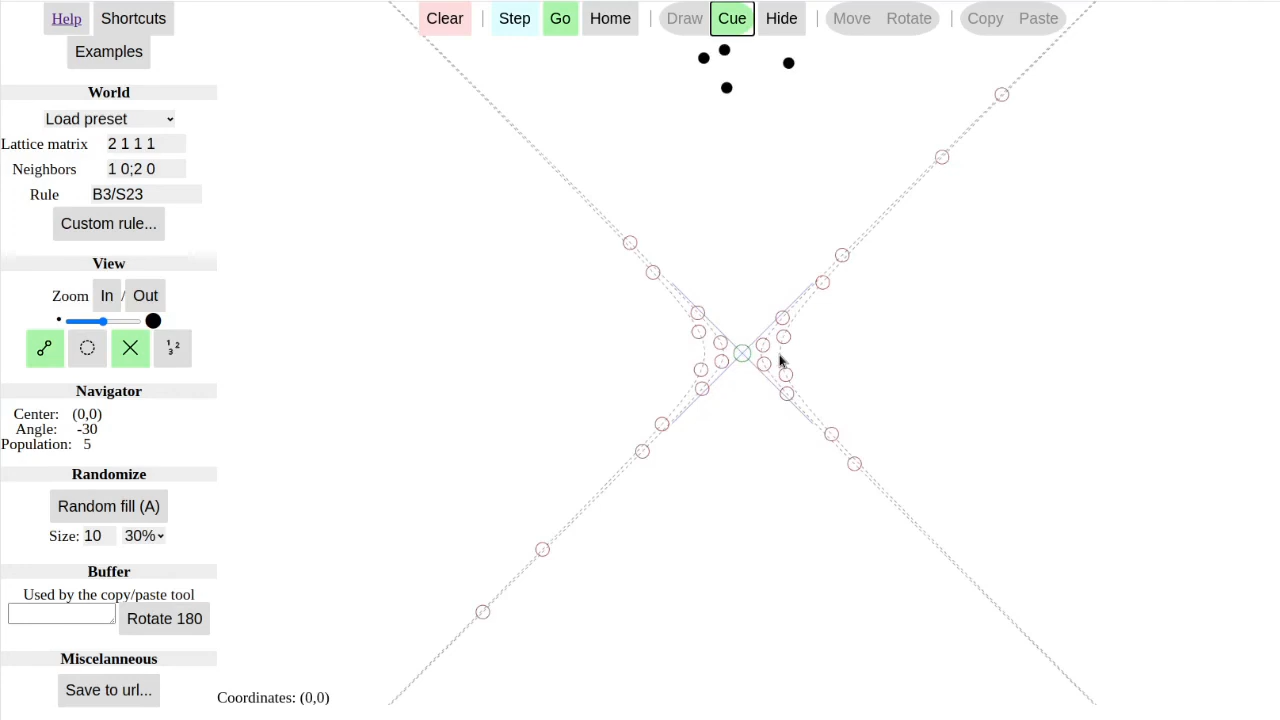 Help Shortcuts
Examples
World
Load preset
Lattice matrix 2 1 1 1
Neighbors 1 0;2 0
Rule B3/S23
Custom rule...
View
Zoom In / Out
1 2 3
Navigator
Center: (0,0)
Angle: -30
Population: 5
Randomize
Random fill (A)
Size: 10 30%
Buffer
Used by the copy/paste tool
Rotate 180
Miscelanneous
Save to url...
Clear | Step Go Home | Draw Cue Hide | Move Rotate | Copy Paste
Coordinates: (0,0)